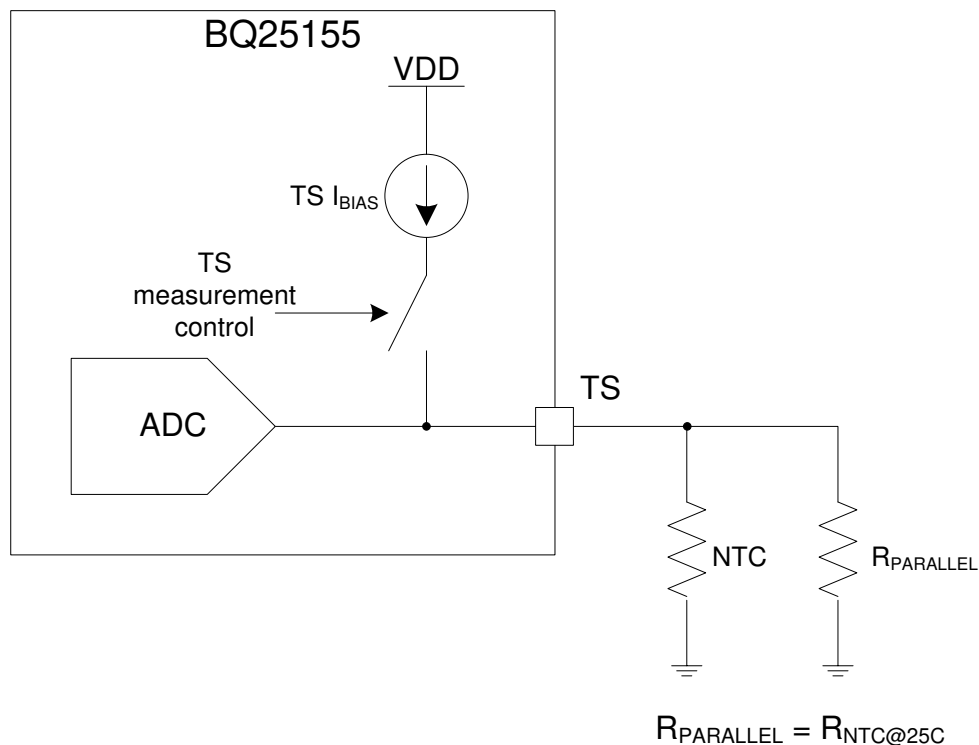 BQ25155
VDD
TS IBIAS
TS
measurement
control
ADC
TS
NTC
RPARALLEL
RPARALLEL = RNTC@25C